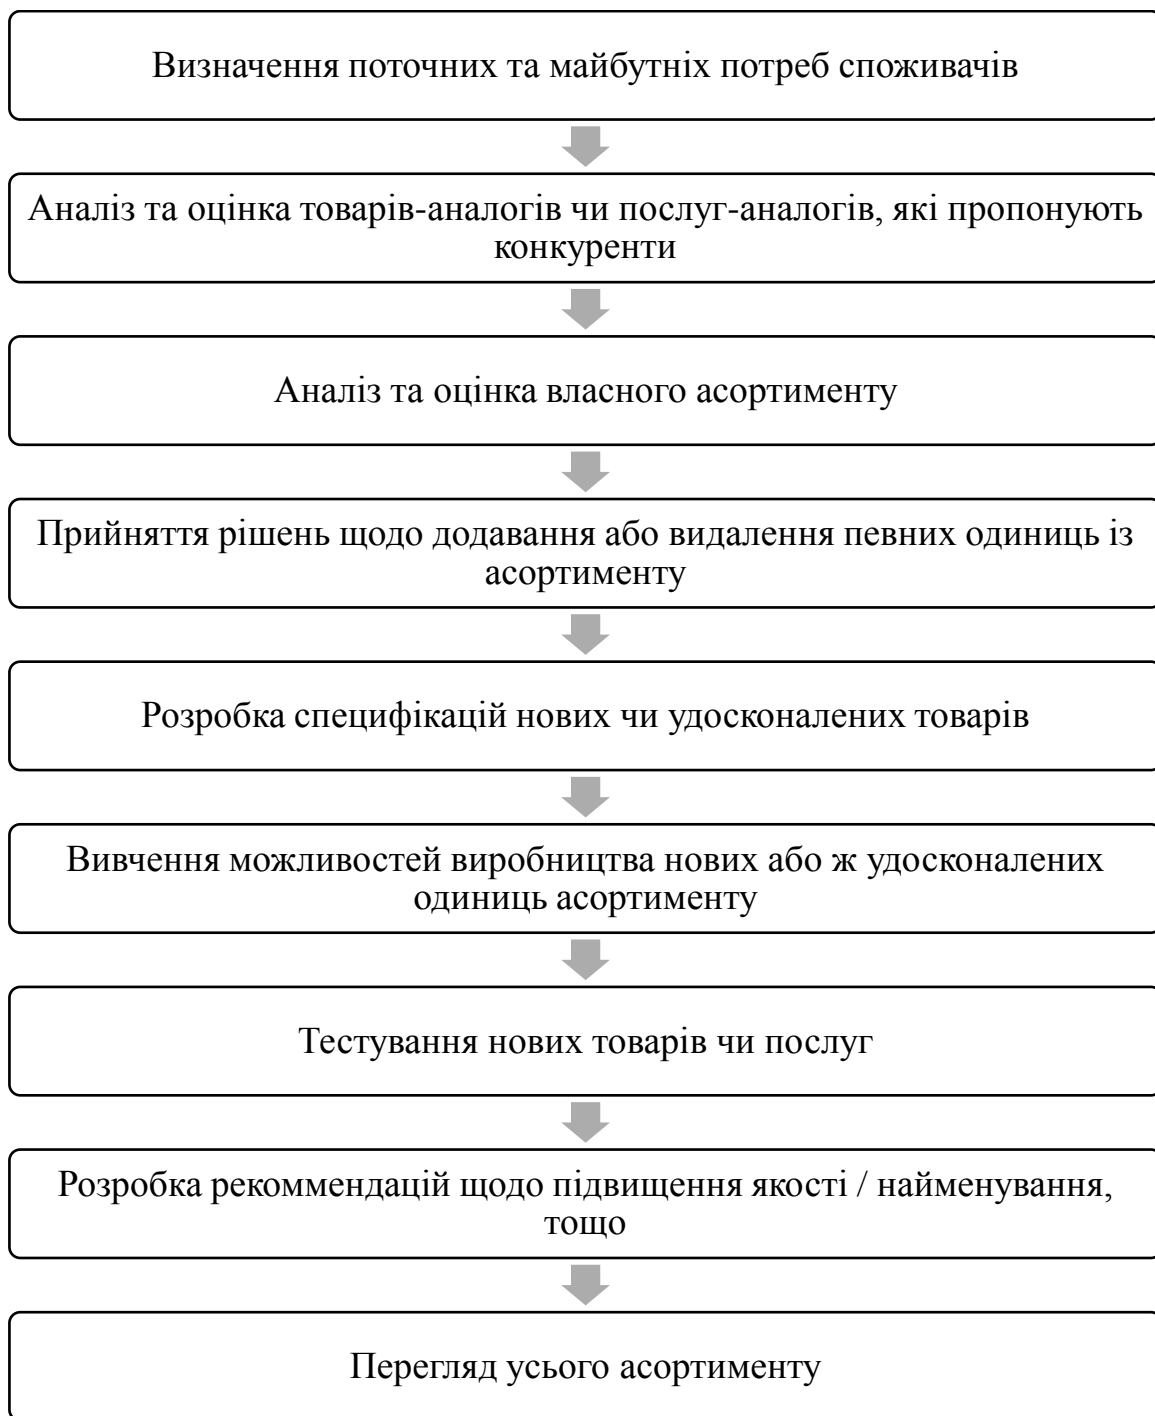 Визначення поточних та майбутніх потреб споживачів
Аналіз та оцінка товарів-аналогів чи послуг-аналогів, які пропонують
конкуренти
Аналіз та оцінка власного асортименту
Прийняття рішень щодо додавання або видалення певних одиниць із
асортименту
Розробка специфікацій нових чи удосконалених товарів
Вивчення можливостей виробництва нових або ж удосконалених
одиниць асортименту
Тестування нових товарів чи послуг
Розробка рекоммендацій щодо підвищення якості / найменування,
тощо
Перегляд усього асортименту